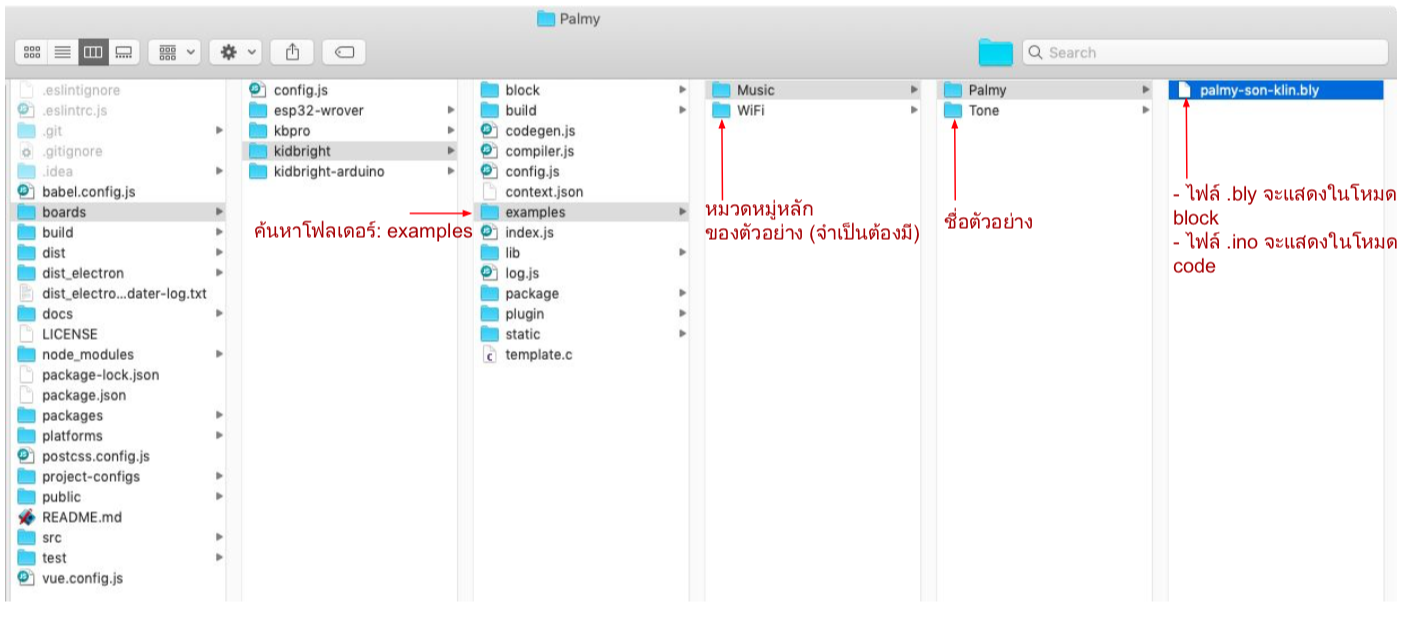 Palmy
Search
.eslintignore
.eslintrc.js
.git
.gitignore
.idea
babel.config.js
boards
build
dist
dist_electron
dist_electro...dater-log.txt
docs
LICENSE
node_modules
package-lock.json
package.json
packages
platforms
postcss.config.js
project-configs
public
README.md
src
test
vue.config.js
config.js
esp32-wrover
kbpro
kidbright
kidbright-arduino
ค้นหาโฟลเดอร์: examples
block
build
codegen.js
compiler.js
config.js
context.json
examples
index.js
lib
log.js
package
plugin
static
template.c
Music
WiFi
หมวดหมู่หลัก
ของตัวอย่าง (จำเป็นต้องมี)
Palmy
Tone
ชื่อตัวอย่าง
palmy-son-klin.bly
- ไฟล์ .bly จะแสดงในโหมด
block
- ไฟล์ .ino จะแสดงในโหมด
code